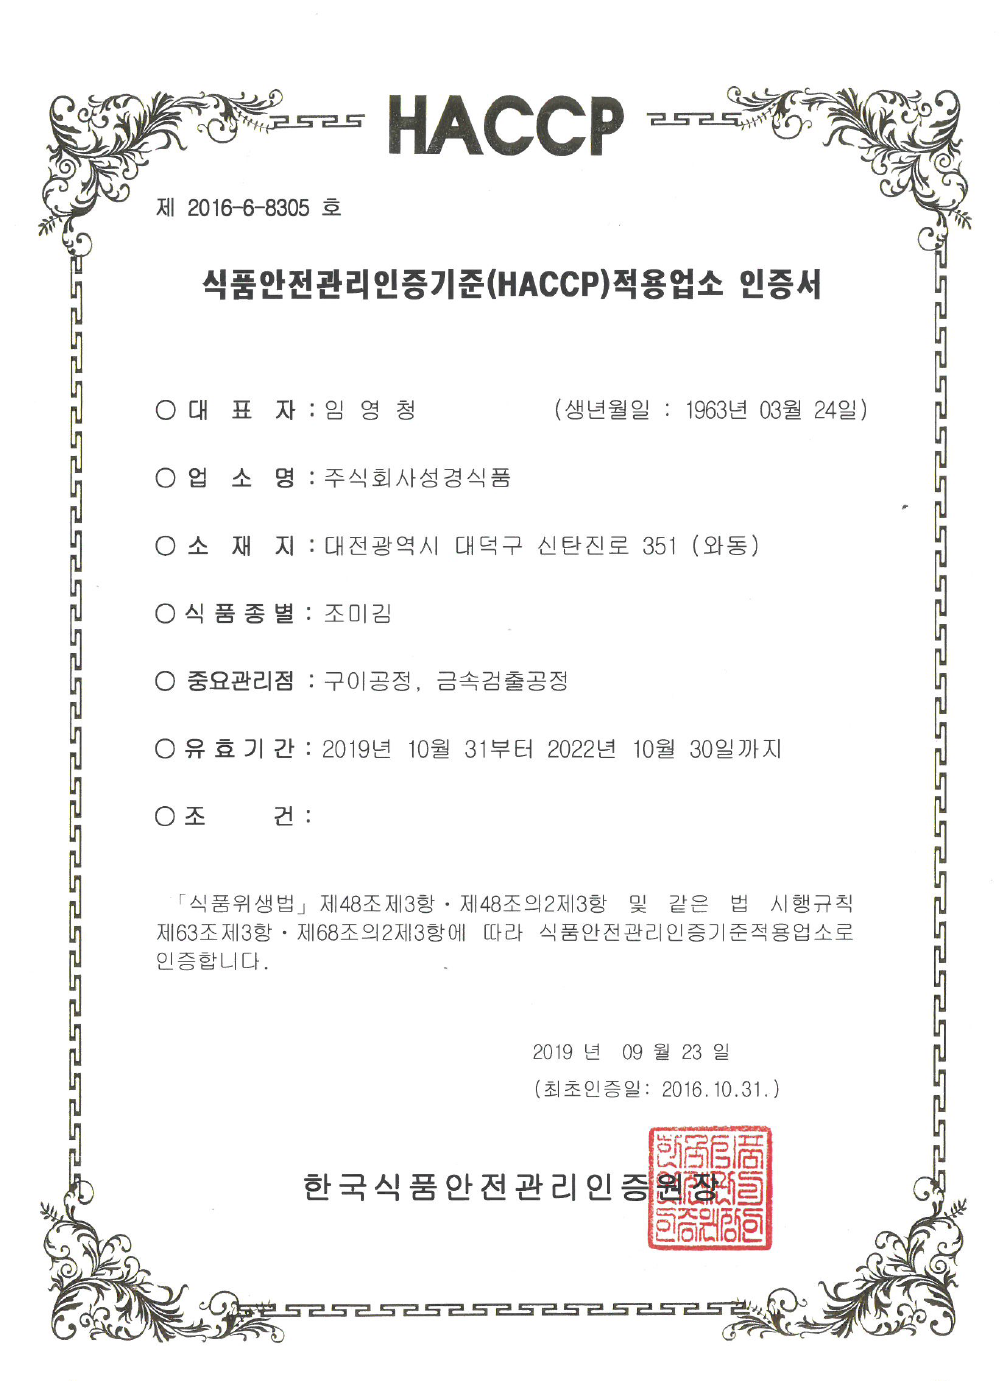 HACCP
제 2016-6-8305 호
식품안전관리인증기준(HACCP)적용업소 인증서
○ 대 표 자 : 임 영 청 (생년월일 : 1963년 03월 24일)
○ 업 소 명 : 주식회사성경식품
○ 소 재 지 : 대전광역시 대덕구 신탄진로 351 (와동)
○ 식 품 종 별 : 조미김
○ 중요관리점 : 구이공정, 금속검출공정
○ 유 효 기 간 : 2019년 10월 31부터 2022년 10월 30일까지
○ 조 건 :
「식품위생법」 제48조제3항 · 제48조의2제3항 및 같은 법 시행규칙
제63조제3항 · 제68조의2제3항에 따라 식품안전관리인증기준적용업소로
인증합니다.
2019 년 09 월 23 일
(최초인증일: 2016.10.31.)
한국식품안전관리인증원장